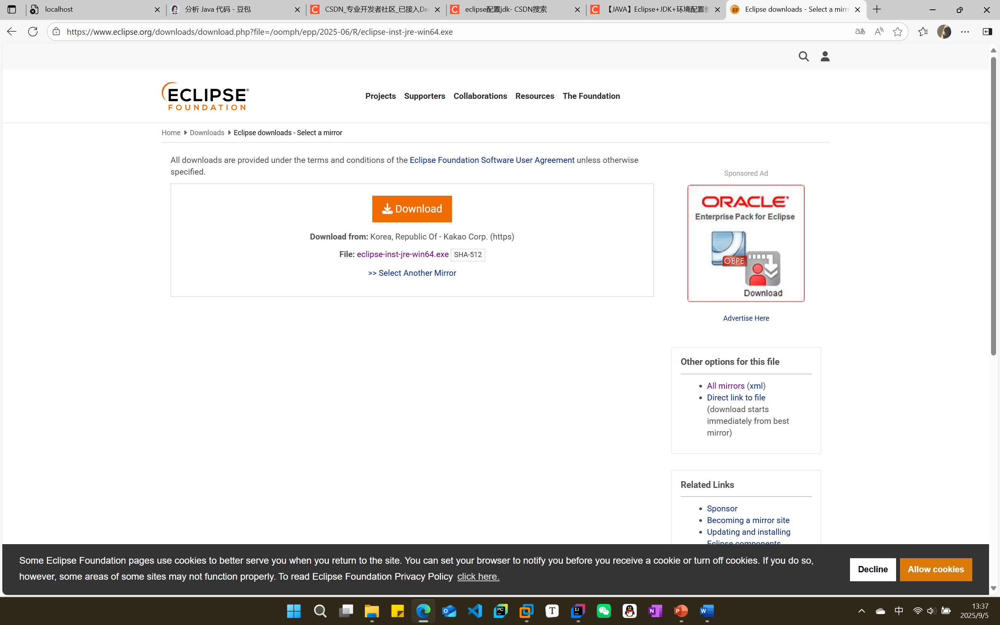 localhost
分析 Java 代码 - 豆包
CSDN_专业开发者社区_已接入De
eclipse配置jdk- CSDN搜索
【JAVA】Eclipse+JDK+环境配置教
Eclipse downloads - Select a mirro
https://www.eclipse.org/downloads/download.php?file=/oomph/epp/2025-06/R/eclipse-inst-jre-win64.exe
ECLIPSE®
FOUNDATION
Projects Supporters Collaborations Resources The Foundation
Home Downloads Eclipse downloads - Select a mirror
All downloads are provided under the terms and conditions of the Eclipse Foundation Software User Agreement unless otherwise
specified.
Download
Download from: Korea, Republic Of - Kakao Corp. (https)
File: eclipse-inst-jre-win64.exe SHA-512
>> Select Another Mirror
Sponsored Ad
ORACLE
Enterprise Pack for Eclipse
OEPE
Download
Advertise Here
Other options for this file
All mirrors (xml)
Direct link to file
(download starts
immediately from best
mirror)
Related Links
Sponsor
Becoming a mirror site
Updating and installing
Eclipse components
Some Eclipse Foundation pages use cookies to better serve you when you return to the site. You can set your browser to notify you before you receive a cookie or turn off cookies. If you do so,
however, some areas of some sites may not function properly. To read Eclipse Foundation Privacy Policy click here.
Decline
Allow cookies
中
13:37
2025/9/5